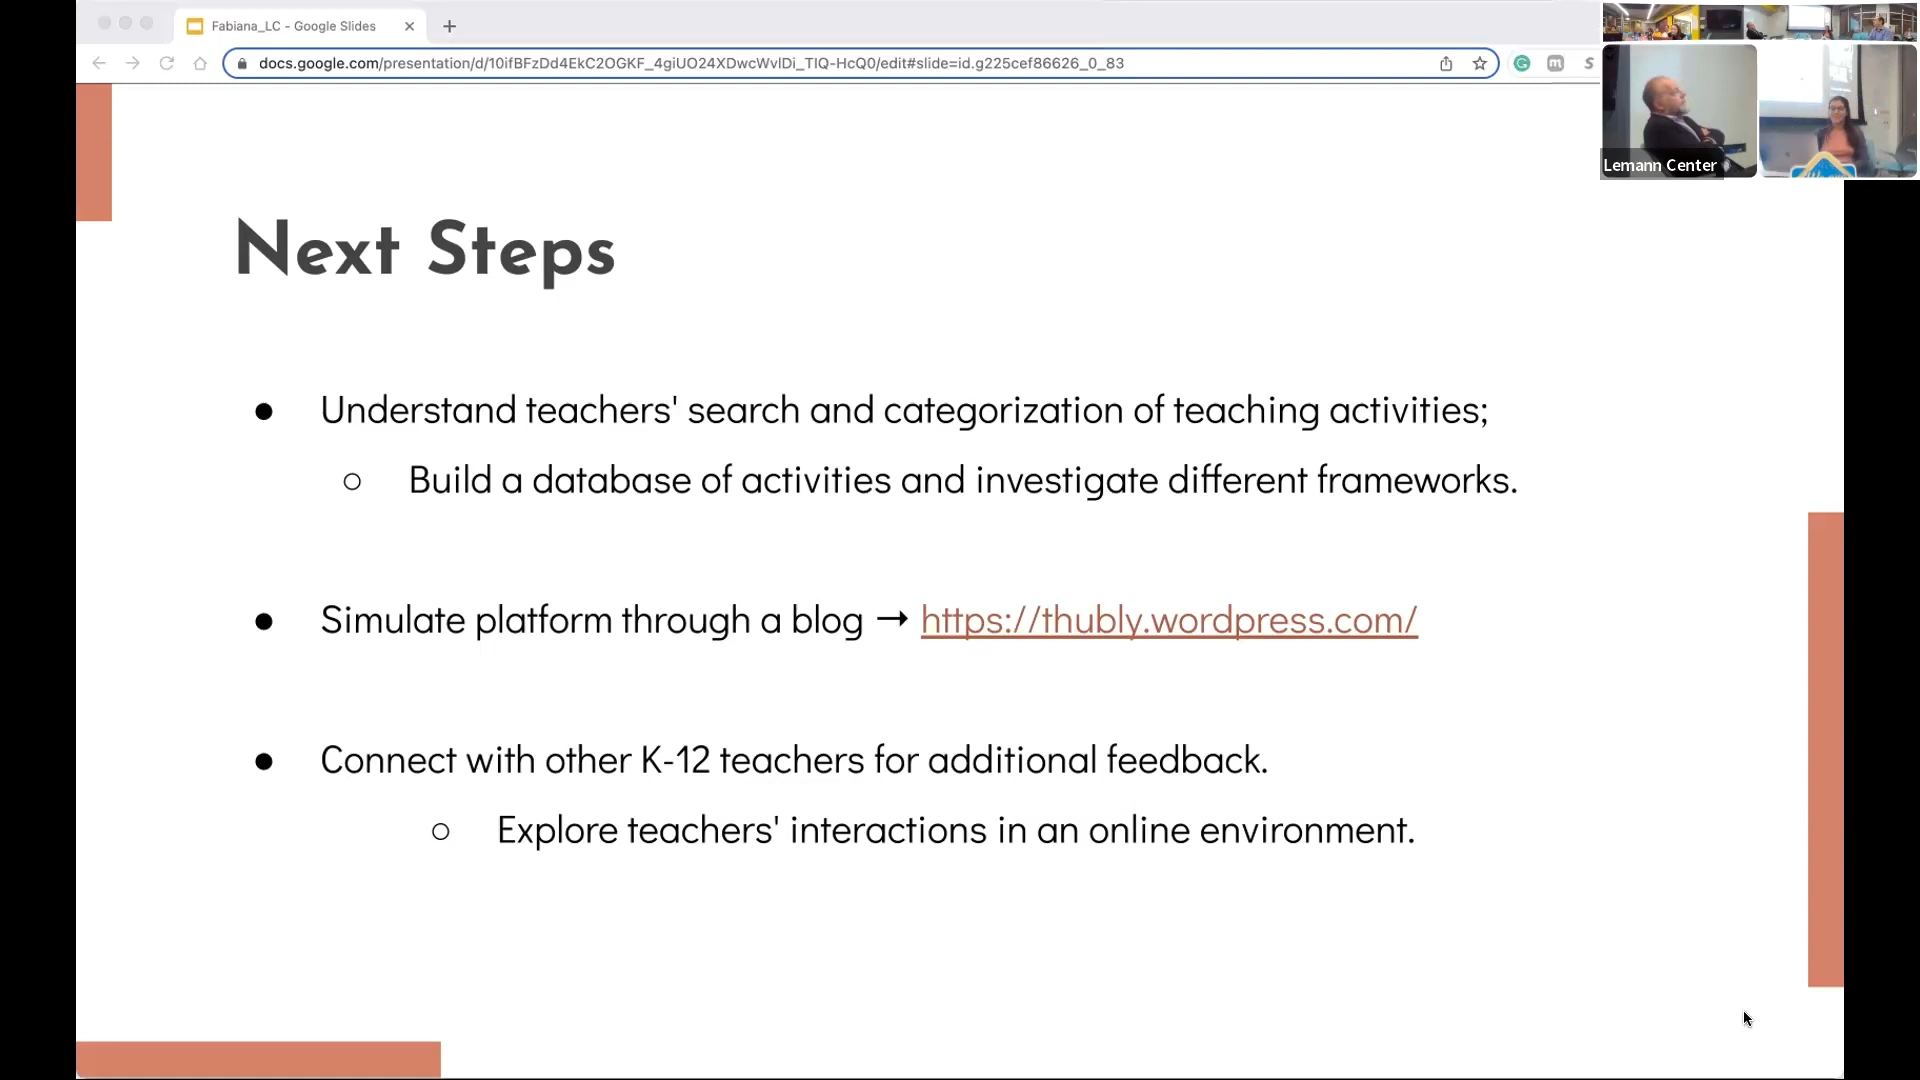 Fabiana_LC - Google Slides
docs.google.com/presentation/d/10ifBFzDd4EkC2OGKF_4giUO24XDwcWvlDi_TIQ-HcQ0/edit#slide=id.g225cef86626_0_83
Lemann Center
Next Steps
● Understand teachers' search and categorization of teaching activities;
○ Build a database of activities and investigate different frameworks.
● Simulate platform through a blog → https://thubly.wordpress.com/
● Connect with other K-12 teachers for additional feedback.
○ Explore teachers' interactions in an online environment.